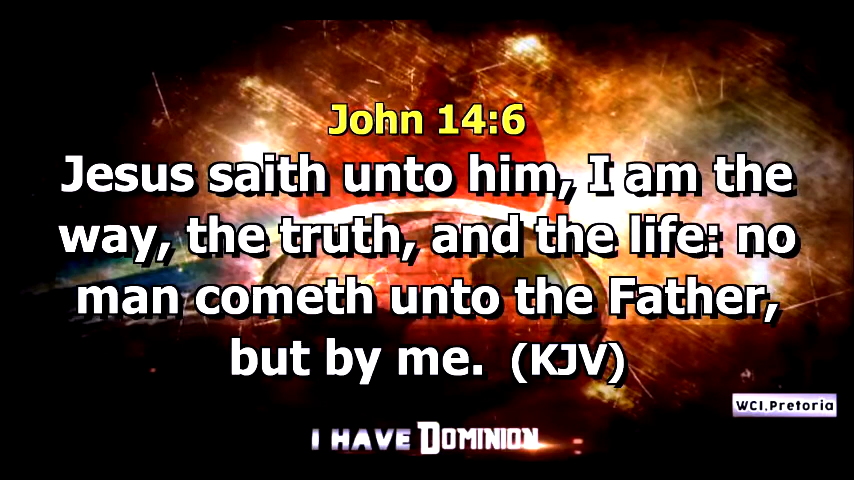 John 14:6
Jesus saith unto him, I am the
way, the truth, and the life: no
man cometh unto the Father,
but by me. (KJV)
WCI.Pretoria
I HAVE DOMINION